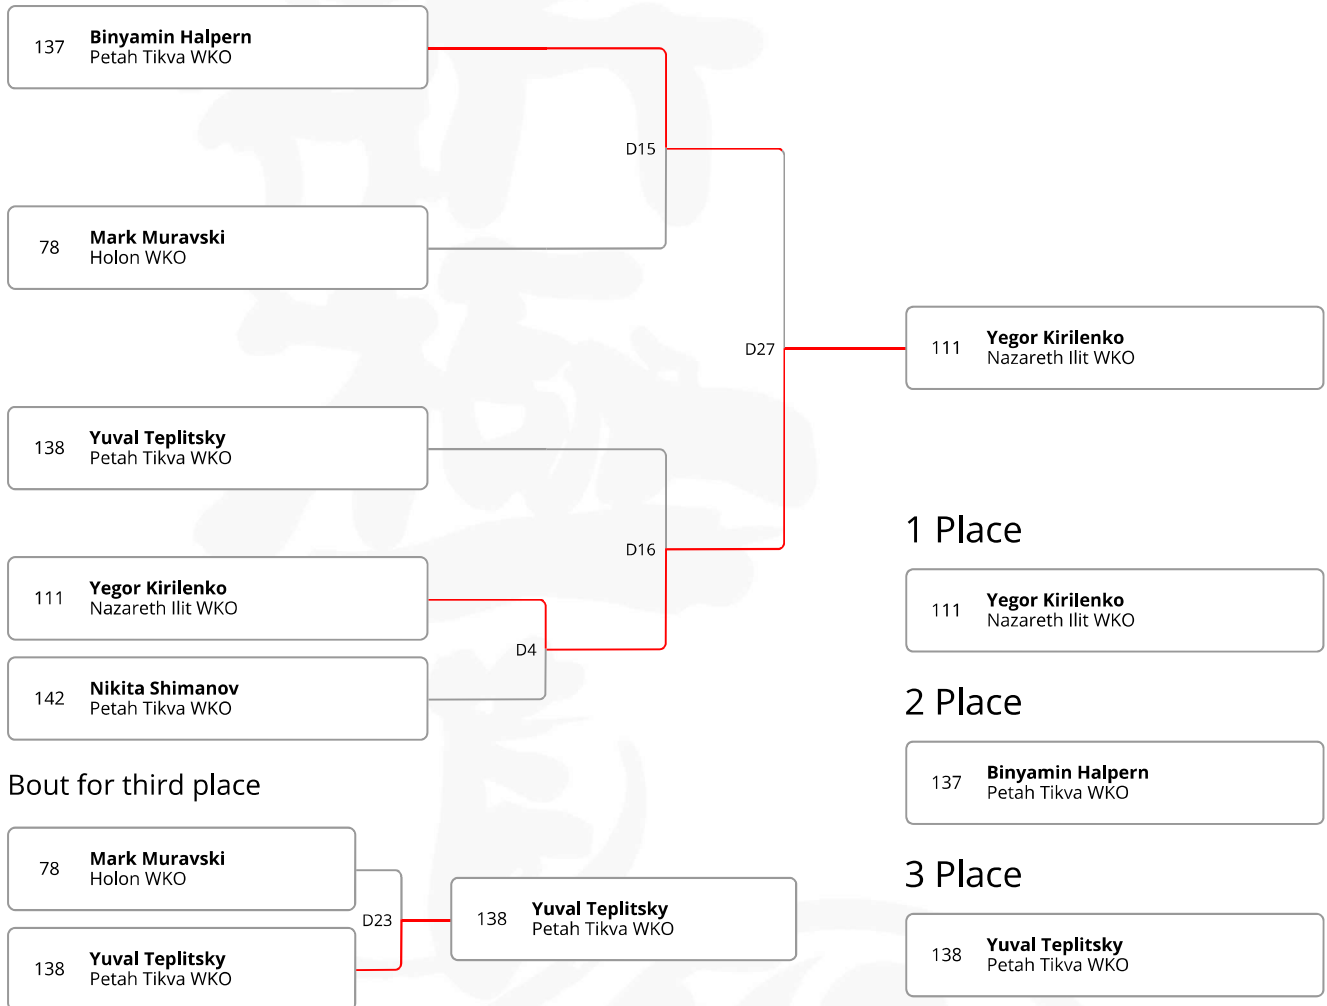 137
Binyamin Halpern
Petah Tikva WKO
D15
78
Mark Muravski
Holon WKO
D27
111
Yegor Kirilenko
Nazareth Ilit WKO
138
Yuval Teplitsky
Petah Tikva WKO
D16
111
Yegor Kirilenko
Nazareth Ilit WKO
D4
142
Nikita Shimanov
Petah Tikva WKO
Bout for third place
78
Mark Muravski
Holon WKO
D23
138
Yuval Teplitsky
Petah Tikva WKO
138
Yuval Teplitsky
Petah Tikva WKO
1 Place
111
Yegor Kirilenko
Nazareth Ilit WKO
2 Place
137
Binyamin Halpern
Petah Tikva WKO
3 Place
138
Yuval Teplitsky
Petah Tikva WKO